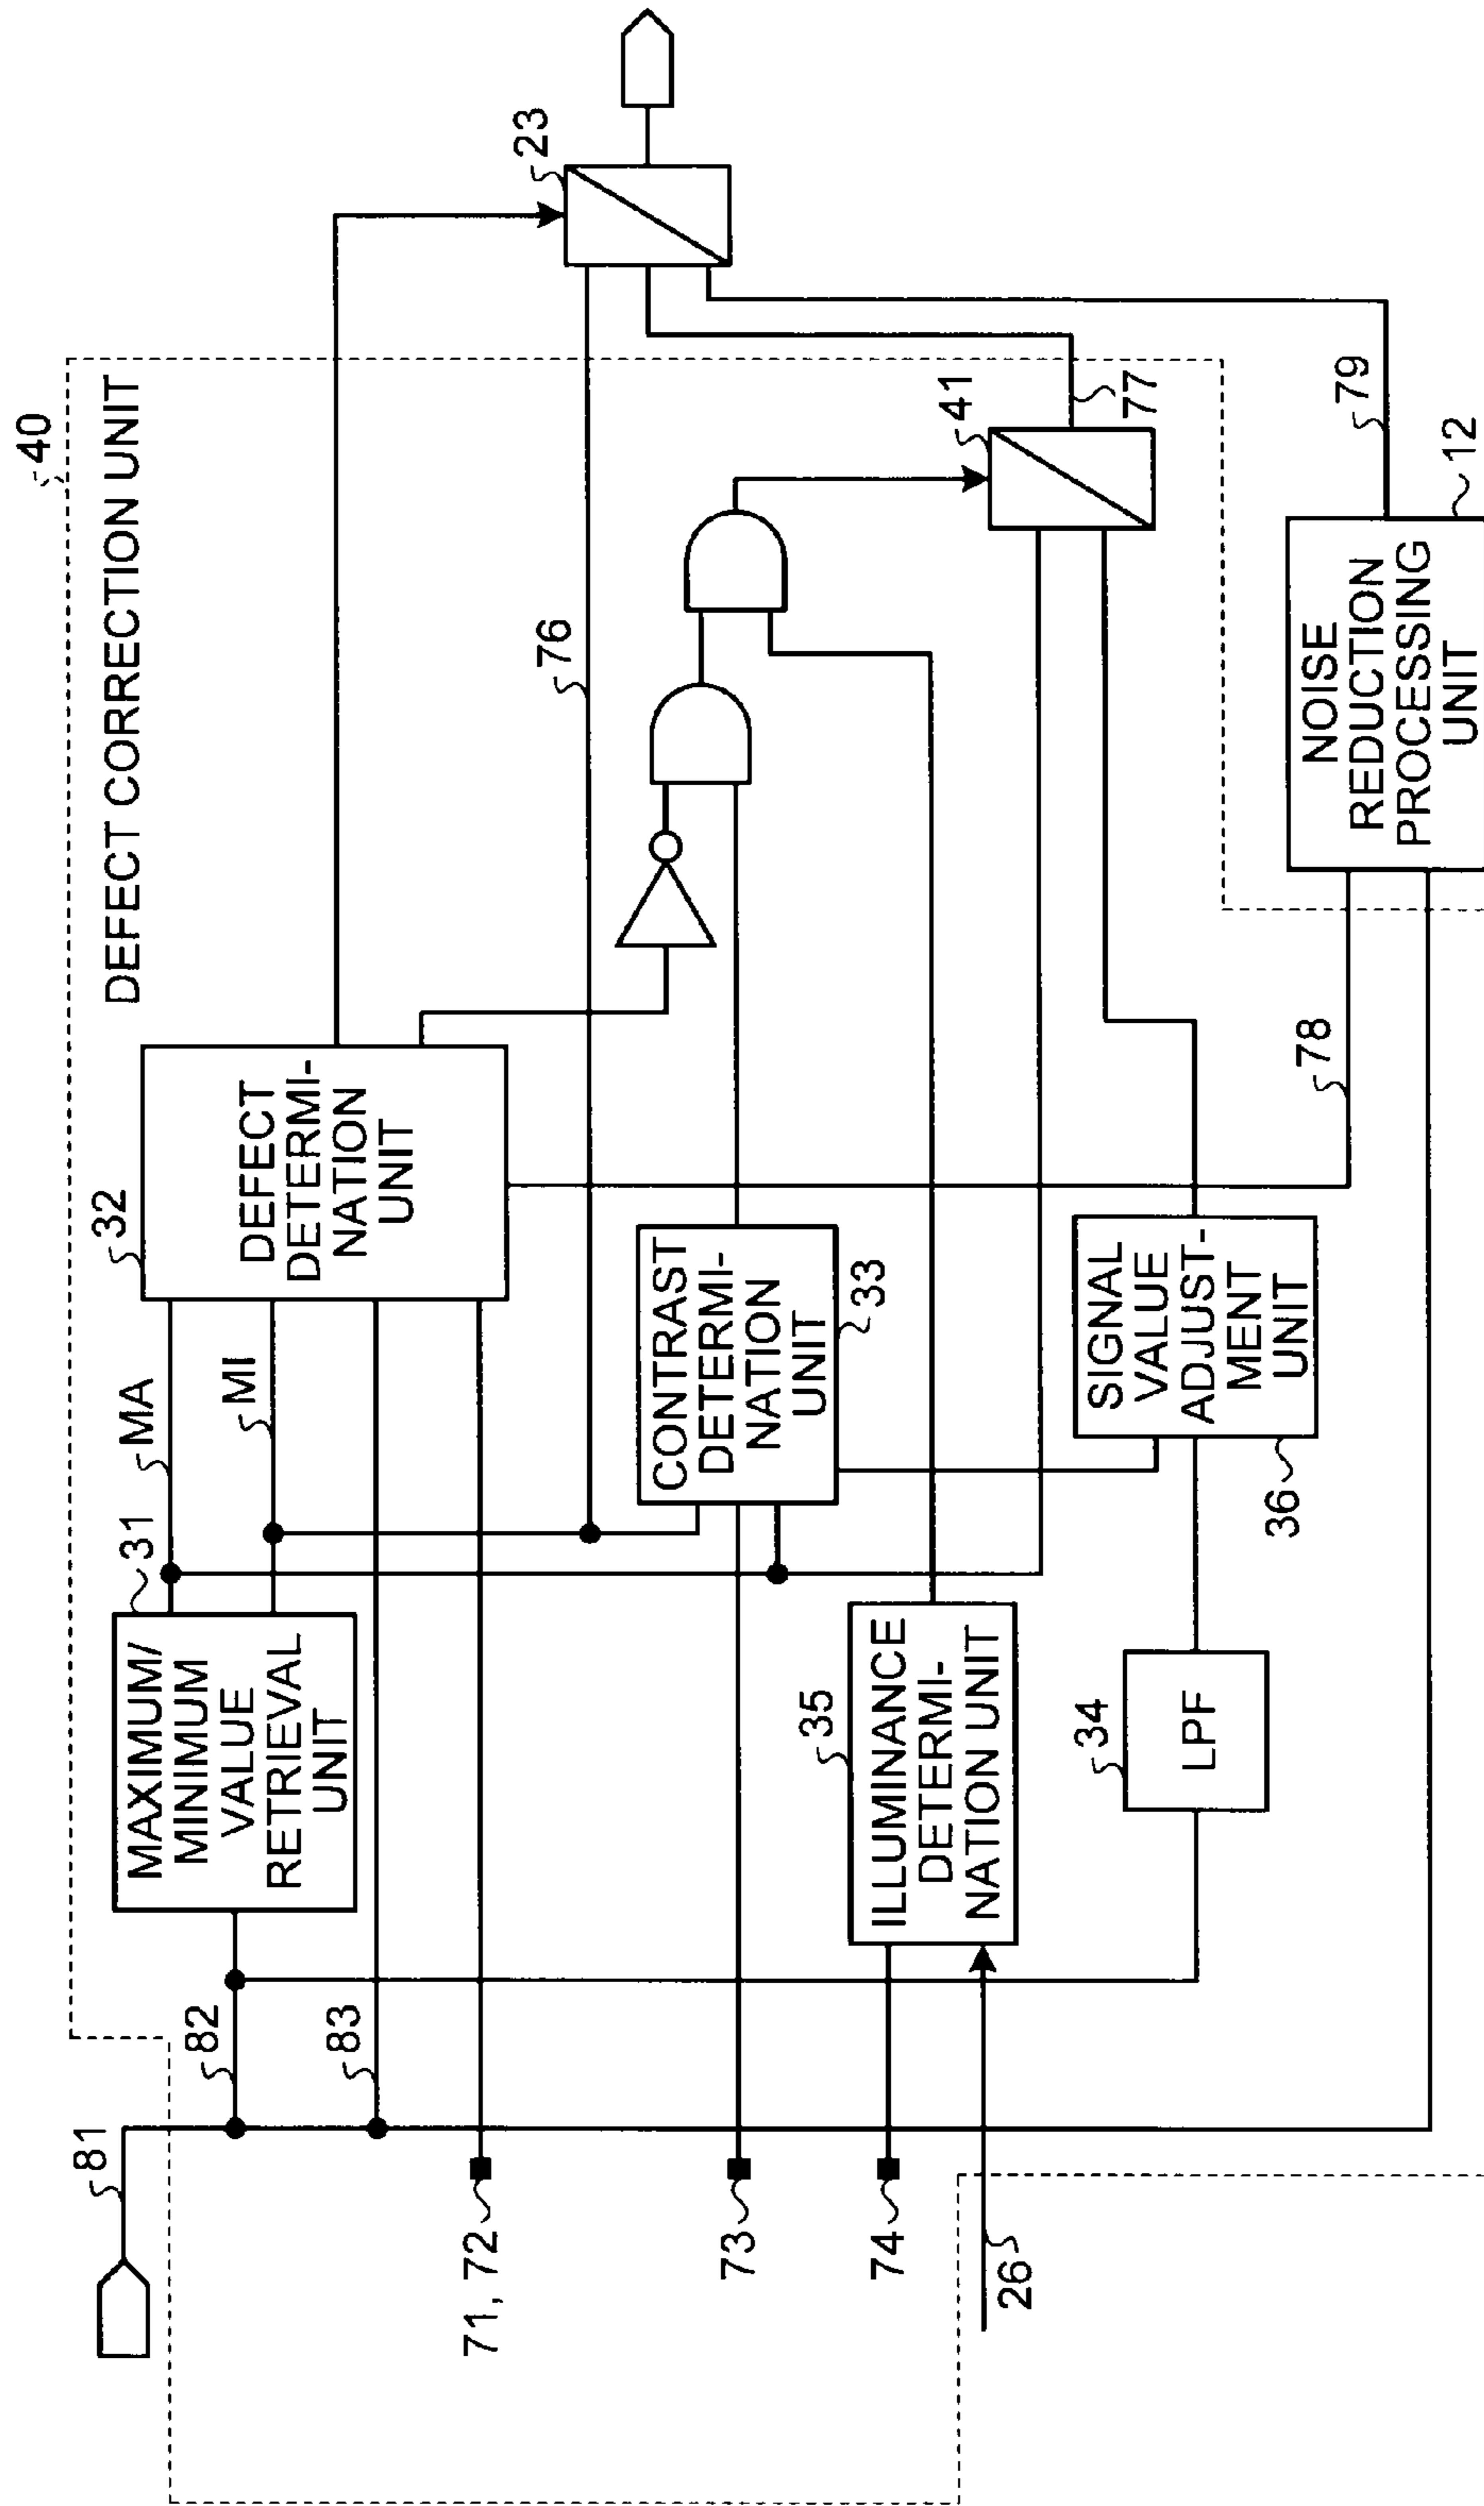 40
DEFECT CORRECTION UNIT
81
82
83
71, 72
73
74
26
31
MAXIMUM/
MINIMUM
VALUE
RETRIEVAL
UNIT
MA
MI
32
DEFECT
DETERMI-
NATION
UNIT
76
23
CONTRAST
DETERMI-
NATION
UNIT
33
35
ILLUMINANCE
DETERMI-
NATION UNIT
34
LPF
SIGNAL
VALUE
ADJUST-
MENT
UNIT
36
41
77
78
79
NOISE
REDUCTION
PROCESSING
UNIT
12